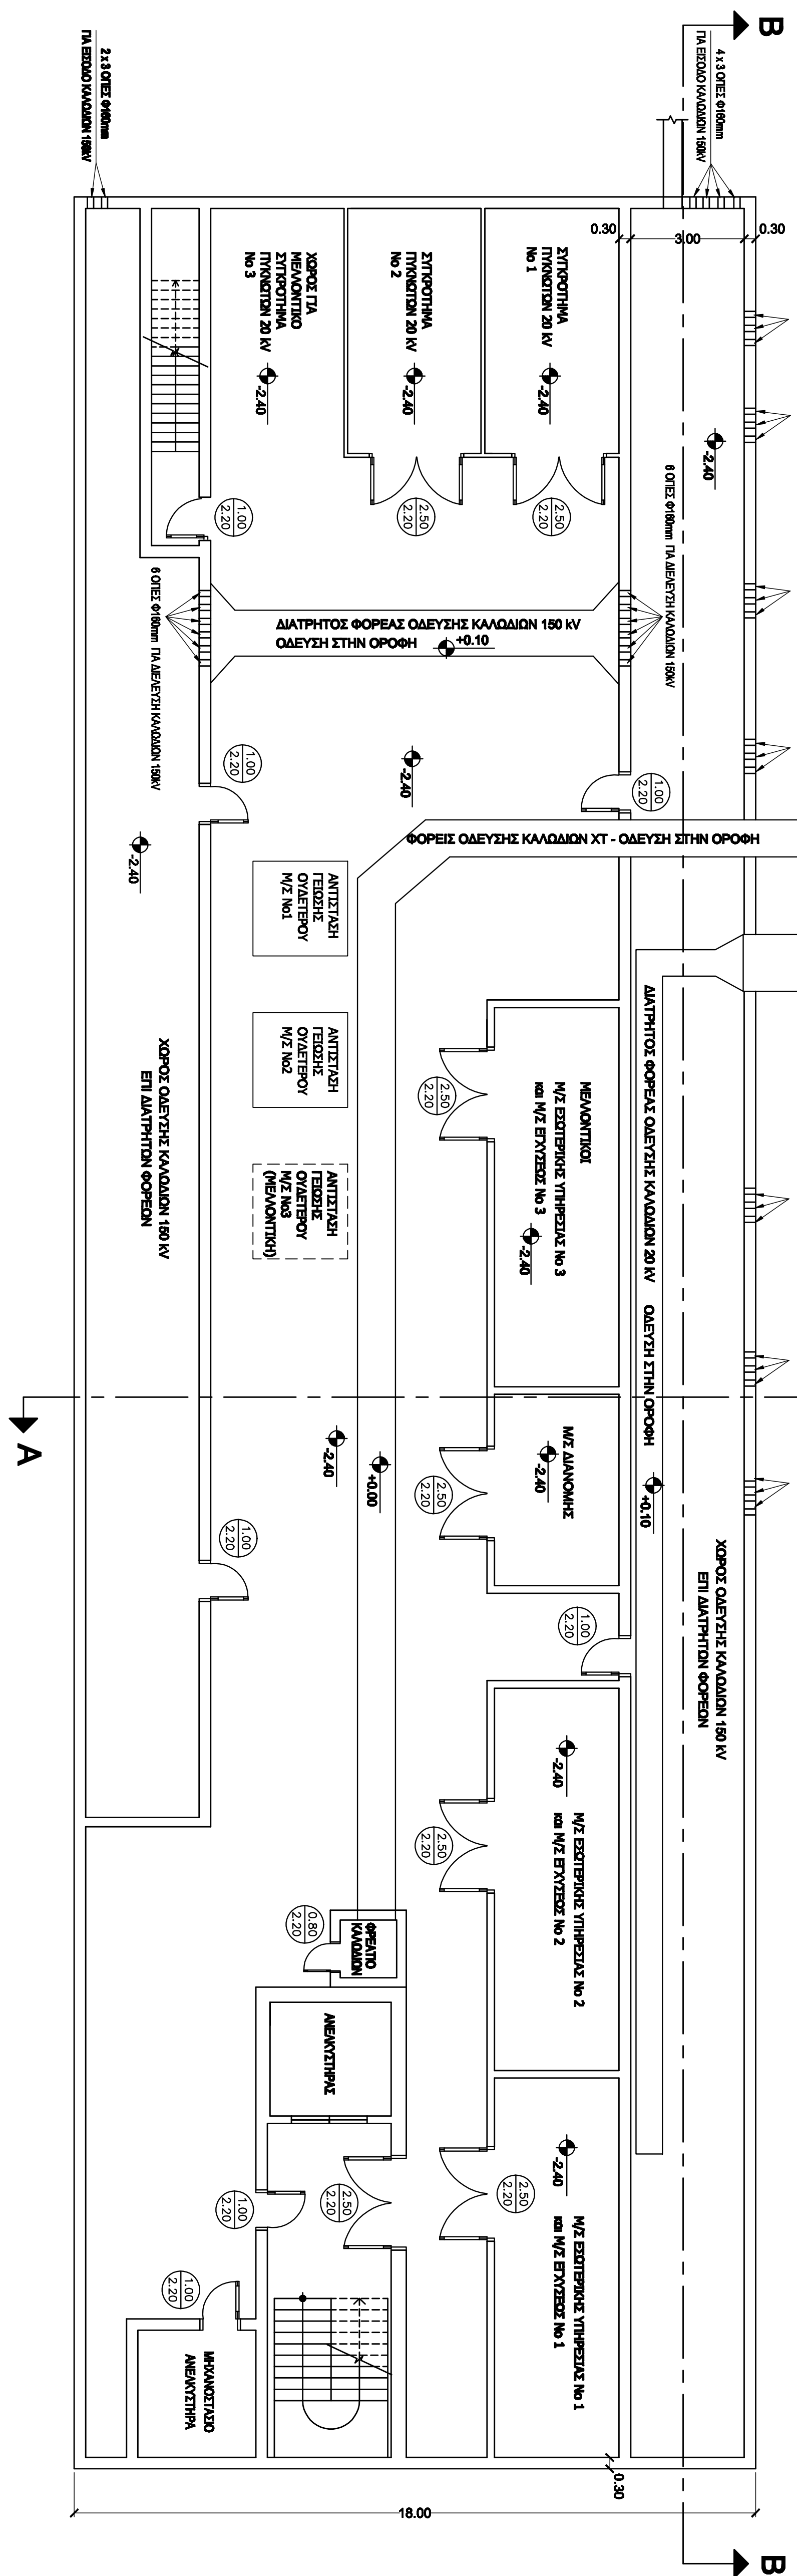 B
4 x 3 ΟΠΕΣ Φ160mm
ΓΙΑ ΕΙΣΟΔΟ ΚΑΛΩΔΙΩΝ 150kV
2 x 3 ΟΠΕΣ Φ160mm
ΓΙΑ ΕΙΣΟΔΟ ΚΑΛΩΔΙΩΝ 150kV
0.30
3.00
0.30
ΣΥΓΚΡΟΤΗΜΑ
ΠΥΚΝΩΤΩΝ 20 kV
No 1
-2.40
ΣΥΓΚΡΟΤΗΜΑ
ΠΥΚΝΩΤΩΝ 20 kV
No 2
-2.40
ΧΩΡΟΣ ΓΙΑ
ΜΕΛΛΟΝΤΙΚΟ
ΣΥΓΚΡΟΤΗΜΑ
ΠΥΚΝΩΤΩΝ 20 kV
No 3
-2.40
-2.40
2.50
2.20
2.50
2.20
1.00
2.20
6 ΟΠΕΣ Φ160mm ΓΙΑ ΔΙΕΛΕΥΣΗ ΚΑΛΩΔΙΩΝ 150kV
6 ΟΠΕΣ Φ160mm ΓΙΑ ΔΙΕΛΕΥΣΗ ΚΑΛΩΔΙΩΝ 150kV
ΔΙΑΤΡΗΤΟΣ ΦΟΡΕΑΣ ΟΔΕΥΣΗΣ ΚΑΛΩΔΙΩΝ 150 kV
ΟΔΕΥΣΗ ΣΤΗΝ ΟΡΟΦΗ
+0.10
1.00
2.20
-2.40
1.00
2.20
ΦΟΡΕΙΣ ΟΔΕΥΣΗΣ ΚΑΛΩΔΙΩΝ ΧΤ - ΟΔΕΥΣΗ ΣΤΗΝ ΟΡΟΦΗ
-2.40
ΑΝΤΙΣΤΑΣΗ
ΓΕΙΩΣΗΣ
ΟΥΔΕΤΕΡΟΥ
Μ/Σ No1
ΑΝΤΙΣΤΑΣΗ
ΓΕΙΩΣΗΣ
ΟΥΔΕΤΕΡΟΥ
Μ/Σ No2
ΑΝΤΙΣΤΑΣΗ
ΓΕΙΩΣΗΣ
ΟΥΔΕΤΕΡΟΥ
Μ/Σ No3
(ΜΕΛΛΟΝΤΙΚΗ)
ΧΩΡΟΣ ΟΔΕΥΣΗΣ ΚΑΛΩΔΙΩΝ 150 kV
ΕΠΙ ΔΙΑΤΡΗΤΩΝ ΦΟΡΕΩΝ
ΔΙΑΤΡΗΤΟΣ ΦΟΡΕΑΣ ΟΔΕΥΣΗΣ ΚΑΛΩΔΙΩΝ 20 kV ΟΔΕΥΣΗ ΣΤΗΝ ΟΡΟΦΗ
+0.10
2.50
2.20
ΜΕΛΛΟΝΤΙΚΟΙ
Μ/Σ ΕΣΩΤΕΡΙΚΗΣ ΥΠΗΡΕΣΙΑΣ No 3
και Μ/Σ ΕΓΧΥΣΕΩΣ No 3
-2.40
A
Μ/Σ ΔΙΑΝΟΜΗΣ
-2.40
2.50
2.20
-2.40
+0.00
1.00
2.20
1.00
2.20
ΧΩΡΟΣ ΟΔΕΥΣΗΣ ΚΑΛΩΔΙΩΝ 150 kV
ΕΠΙ ΔΙΑΤΡΗΤΩΝ ΦΟΡΕΩΝ
-2.40
Μ/Σ ΕΣΩΤΕΡΙΚΗΣ ΥΠΗΡΕΣΙΑΣ No 2
και Μ/Σ ΕΓΧΥΣΕΩΣ No 2
2.50
2.20
0.80
2.20
ΦΡΕΑΤΙΟ
ΚΑΛΩΔΙΩΝ
ΑΝΕΛΚΥΣΤΗΡΑΣ
-2.40
Μ/Σ ΕΣΩΤΕΡΙΚΗΣ ΥΠΗΡΕΣΙΑΣ No 1
και Μ/Σ ΕΓΧΥΣΕΩΣ No 1
2.50
2.20
2.50
2.20
1.00
2.20
1.00
2.20
ΜΗΧΑΝΟΣΤΑΣΙΟ
ΑΝΕΛΚΥΣΤΗΡΑ
0.30
18.00
B